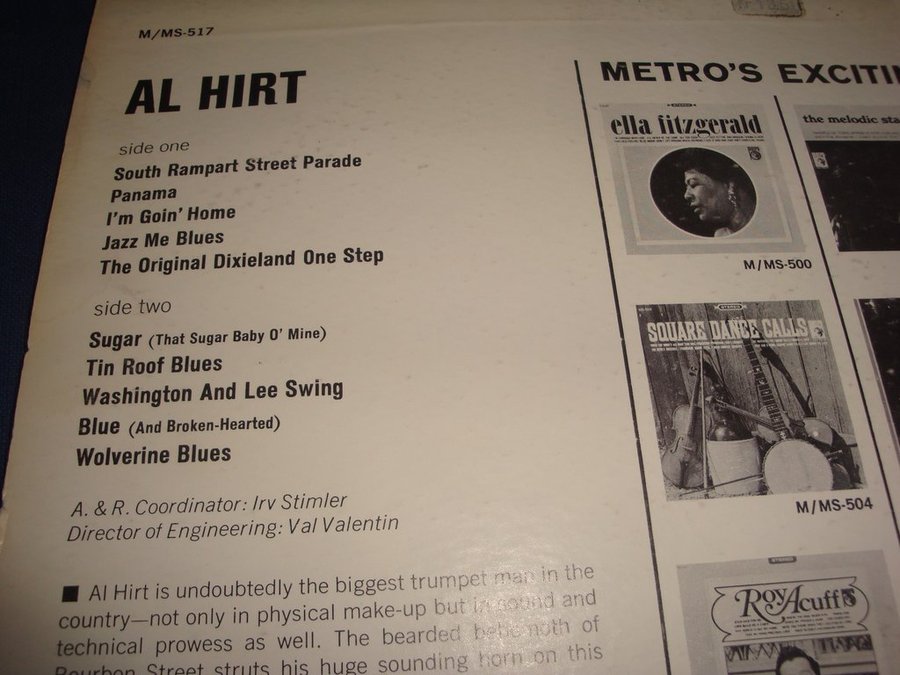 M/MS-517
AL HIRT
side one
South Rampart Street Parade
Panama
I'm Goin' Home
Jazz Me Blues
The Original Dixieland One Step
side two
Sugar (That Sugar Baby O' Mine)
Tin Roof Blues
Washington And Lee Swing
Blue (And Broken-Hearted)
Wolverine Blues
A. & R. Coordinator: Irv Stimler
Director of Engineering: Val Valentin
■ Al Hirt is undoubtedly the biggest trumpet man in the
country—not only in physical make-up but in sound and
technical prowess as well. The bearded behemoth of
Bourbon Street struts his huge sounding horn on this
METRO'S EXCITI
ella fitzgerald
M/MS-500
the melodic sta
SQUARE DANCE CALLS
M/MS-504
Roy Acuff